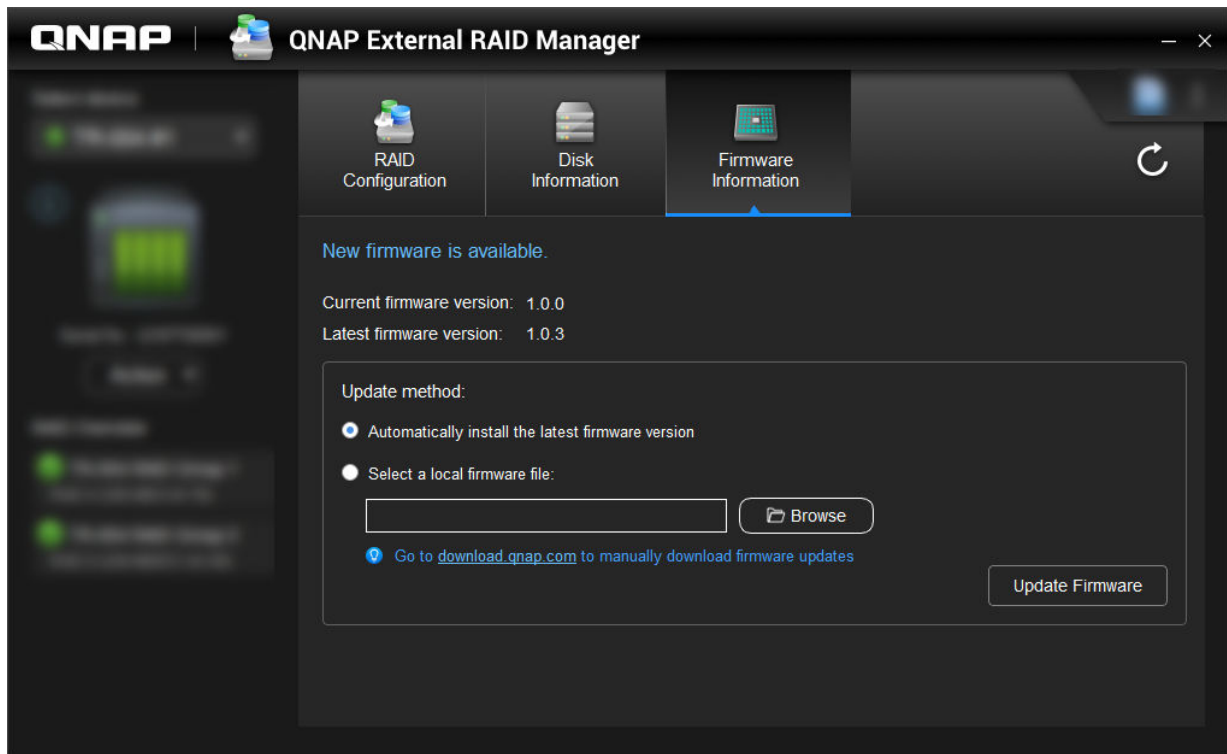 QNAP
QNAP External RAID Manager
RAID
Configuration
Disk
Information
Firmware
Information
New firmware is available.
Current firmware version: 1.0.0
Latest firmware version: 1.0.3
Update method:
Automatically install the latest firmware version
Select a local firmware file:
Browse
Go to download.qnap.com to manually download firmware updates
Update Firmware